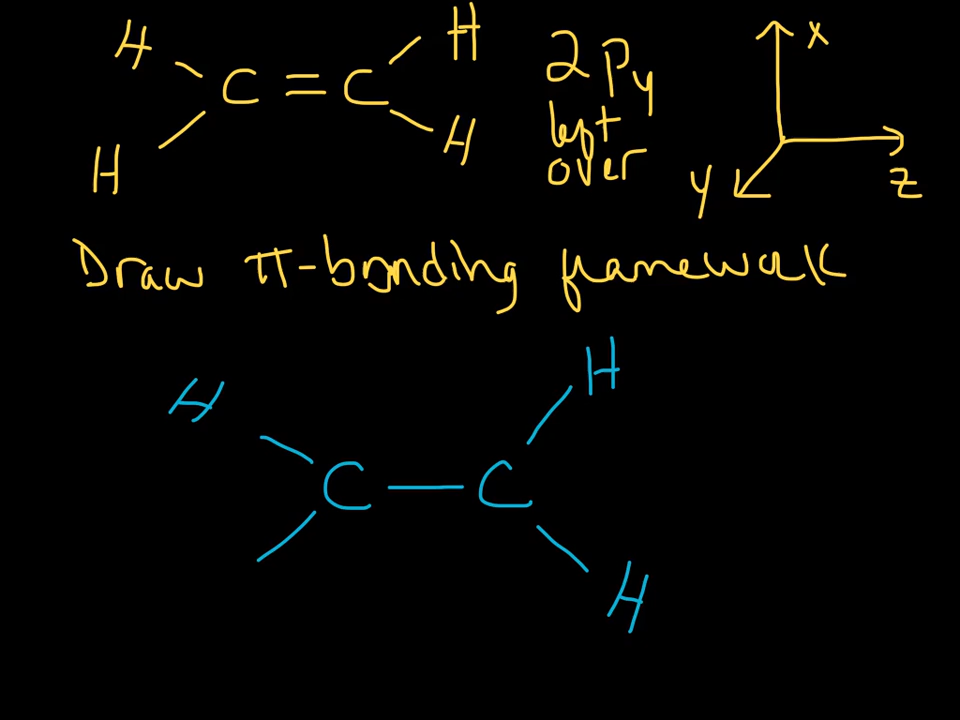 H H
C = C
H H
2Py
left
over
x
y
z
Draw π-bonding framework
H H
C — C
H